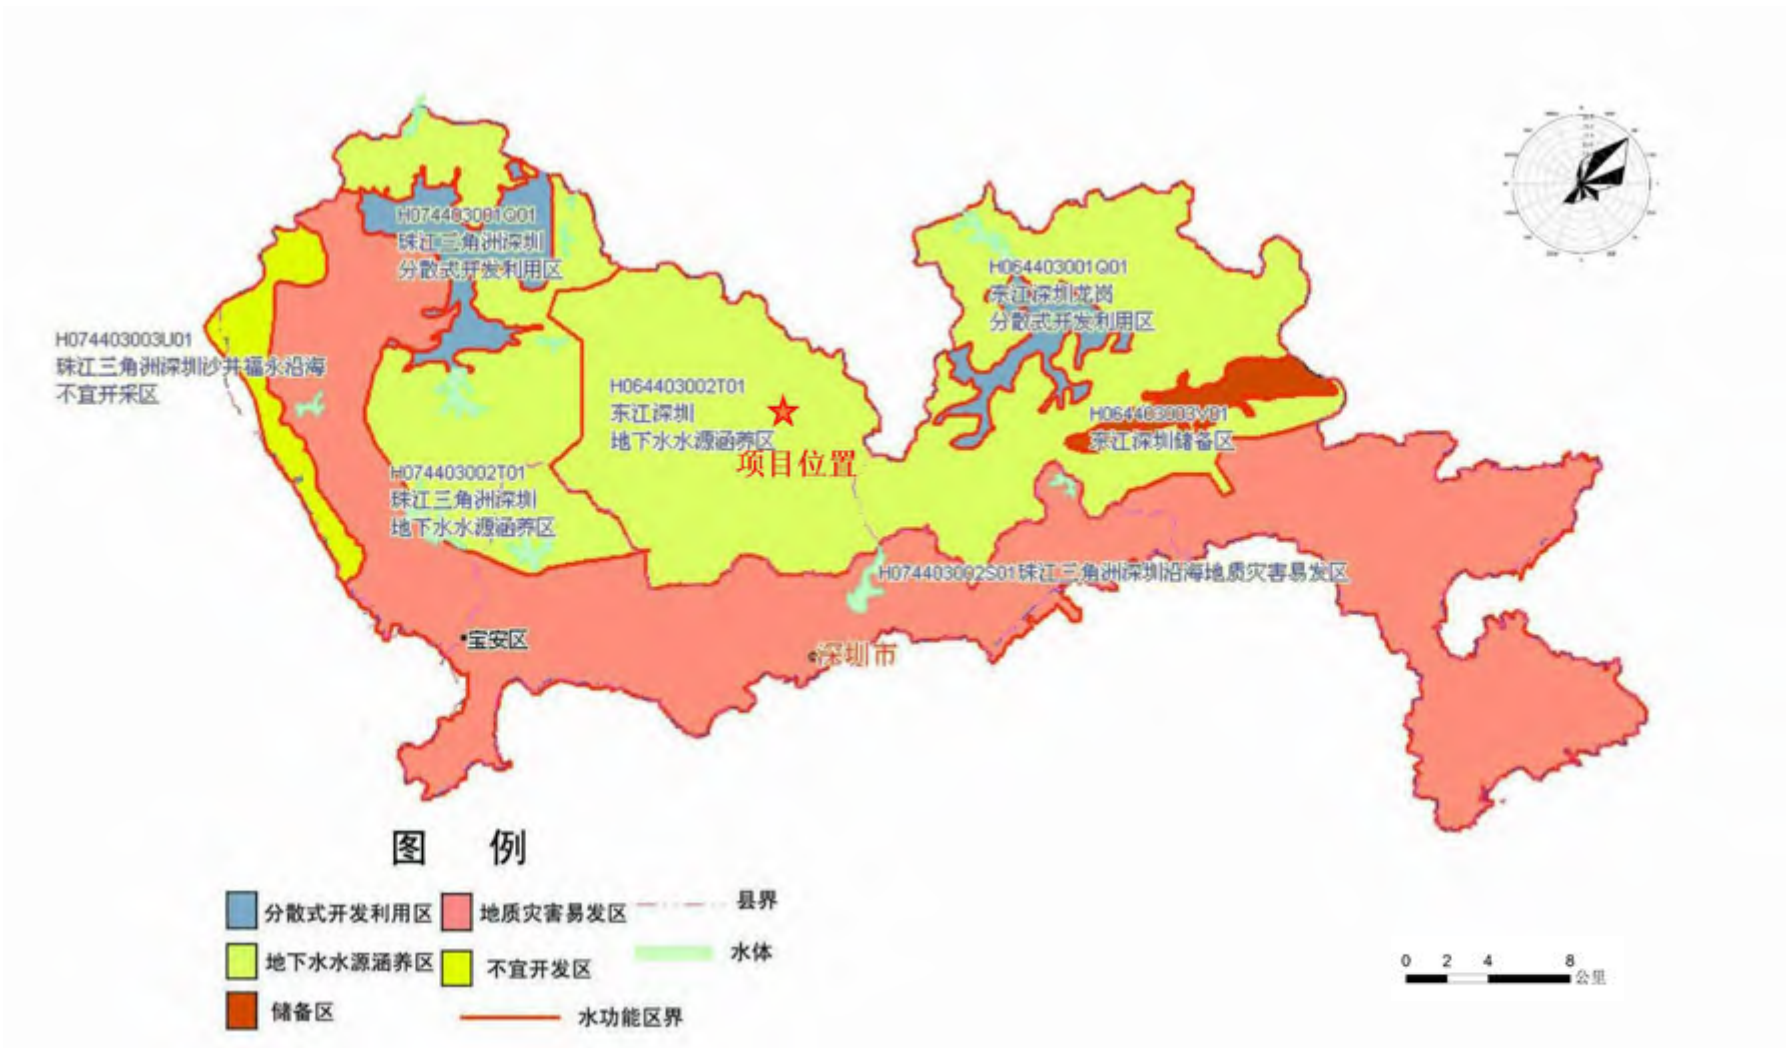 H074403001Q01
珠江三角洲深圳
分散式开发利用区
H064403001Q01
东江深圳龙岗
分散式开发利用区
H074403003U01
珠江三角洲深圳沙井福永沿海
不宜开采区
H064403002T01
东江深圳
地下水水源涵养区
项目位置
H064403003V01
东江深圳储备区
H074403002T01
珠江三角洲深圳
地下水水源涵养区
H074403002S01珠江三角洲深圳沿海地质灾害易发区
宝安区
深圳市
图 例
分散式开发利用区
地质灾害易发区
县界
地下水水源涵养区
不宜开发区
水体
储备区
水功能区界
0 2 4 8
公里